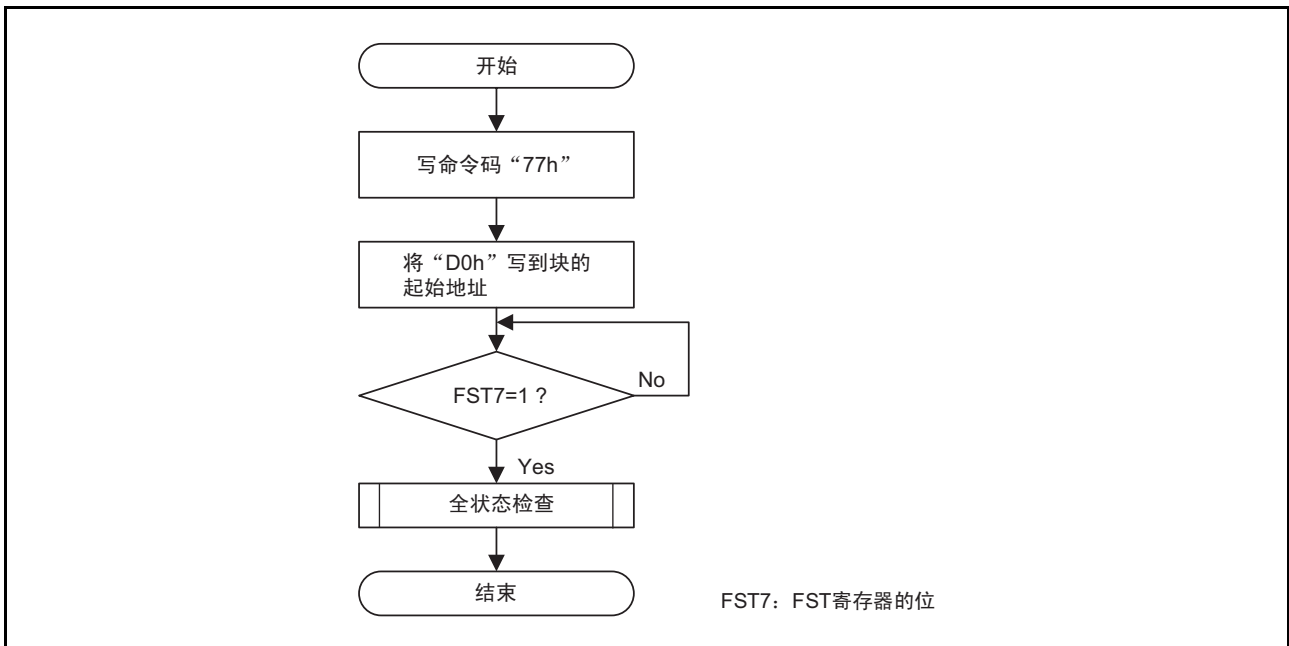 开始
写命令码“77h”
将“D0h”写到块的
起始地址
No
FST7=1 ?
Yes
全状态检查
结束
FST7：FST寄存器的位